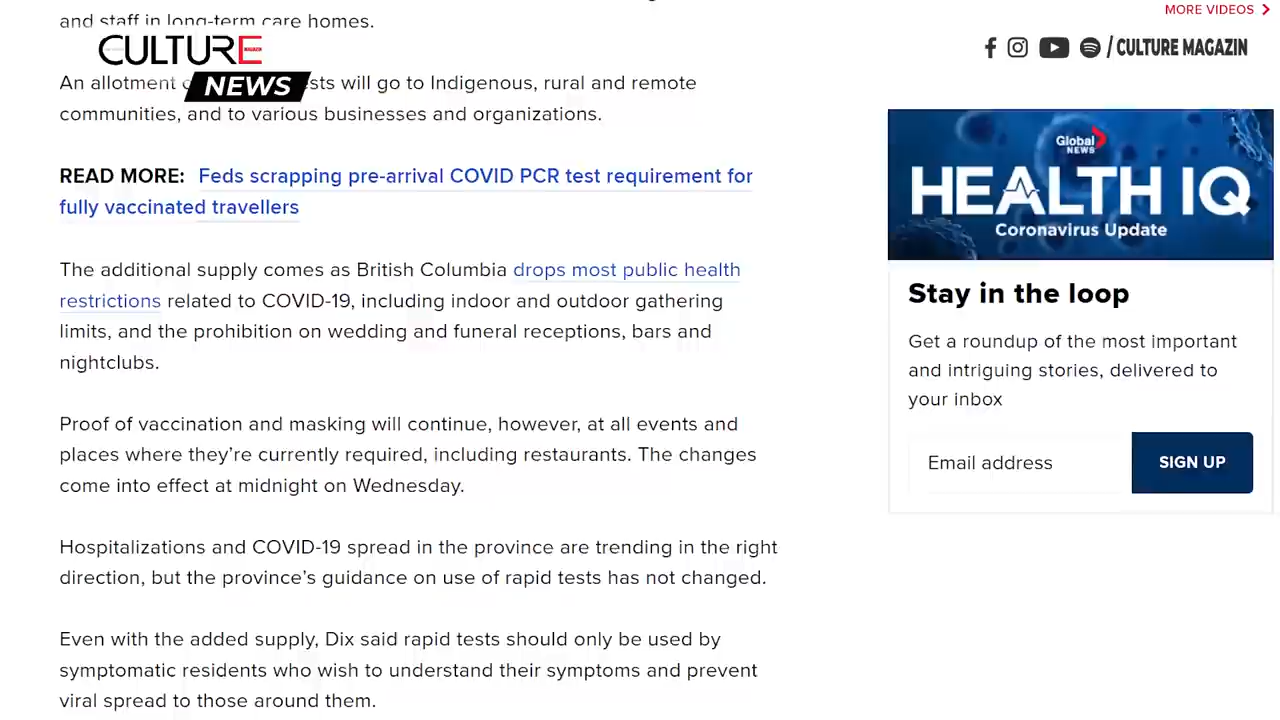 and staff in long-term care homes.
CULTURE
NEWS
MORE VIDEOS
/ CULTURE MAGAZIN
An allotment sts will go to Indigenous, rural and remote
communities, and to various businesses and organizations.
READ MORE: Feds scrapping pre-arrival COVID PCR test requirement for
fully vaccinated travellers
The additional supply comes as British Columbia drops most public health
restrictions related to COVID-19, including indoor and outdoor gathering
limits, and the prohibition on wedding and funeral receptions, bars and
nightclubs.
Proof of vaccination and masking will continue, however, at all events and
places where they're currently required, including restaurants. The changes
come into effect at midnight on Wednesday.
Hospitalizations and COVID-19 spread in the province are trending in the right
direction, but the province's guidance on use of rapid tests has not changed.
Even with the added supply, Dix said rapid tests should only be used by
symptomatic residents who wish to understand their symptoms and prevent
viral spread to those around them.
Global
NEWS
HEALTH IQ
Coronavirus Update
Stay in the loop
Get a roundup of the most important
and intriguing stories, delivered to
your inbox
Email address
SIGN UP